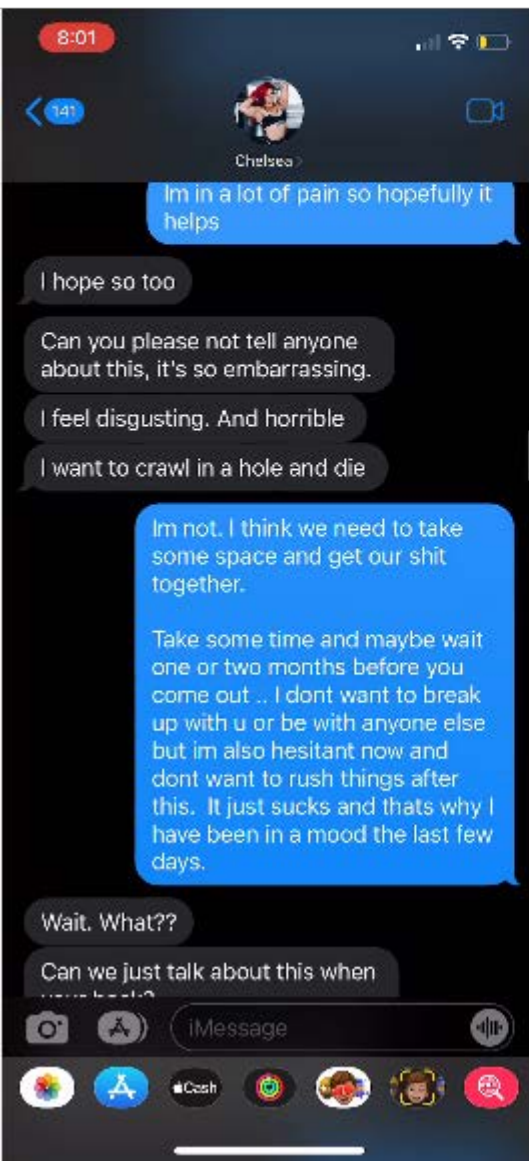 8:01
141
Chelsea
Im in a lot of pain so hopefully it
helps
I hope so too
Can you please not tell anyone
about this, it's so embarrassing.
I feel disgusting. And horrible
I want to crawl in a hole and die
Im not. I think we need to take
some space and get our shit
together.
Take some time and maybe wait
one or two months before you
come out .. I dont want to break
up with u or be with anyone else
but im also hesitant now and
dont want to rush things after
this. It just sucks and thats why I
have been in a mood the last few
days.
Wait. What??
Can we just talk about this when
iMessage
Cash